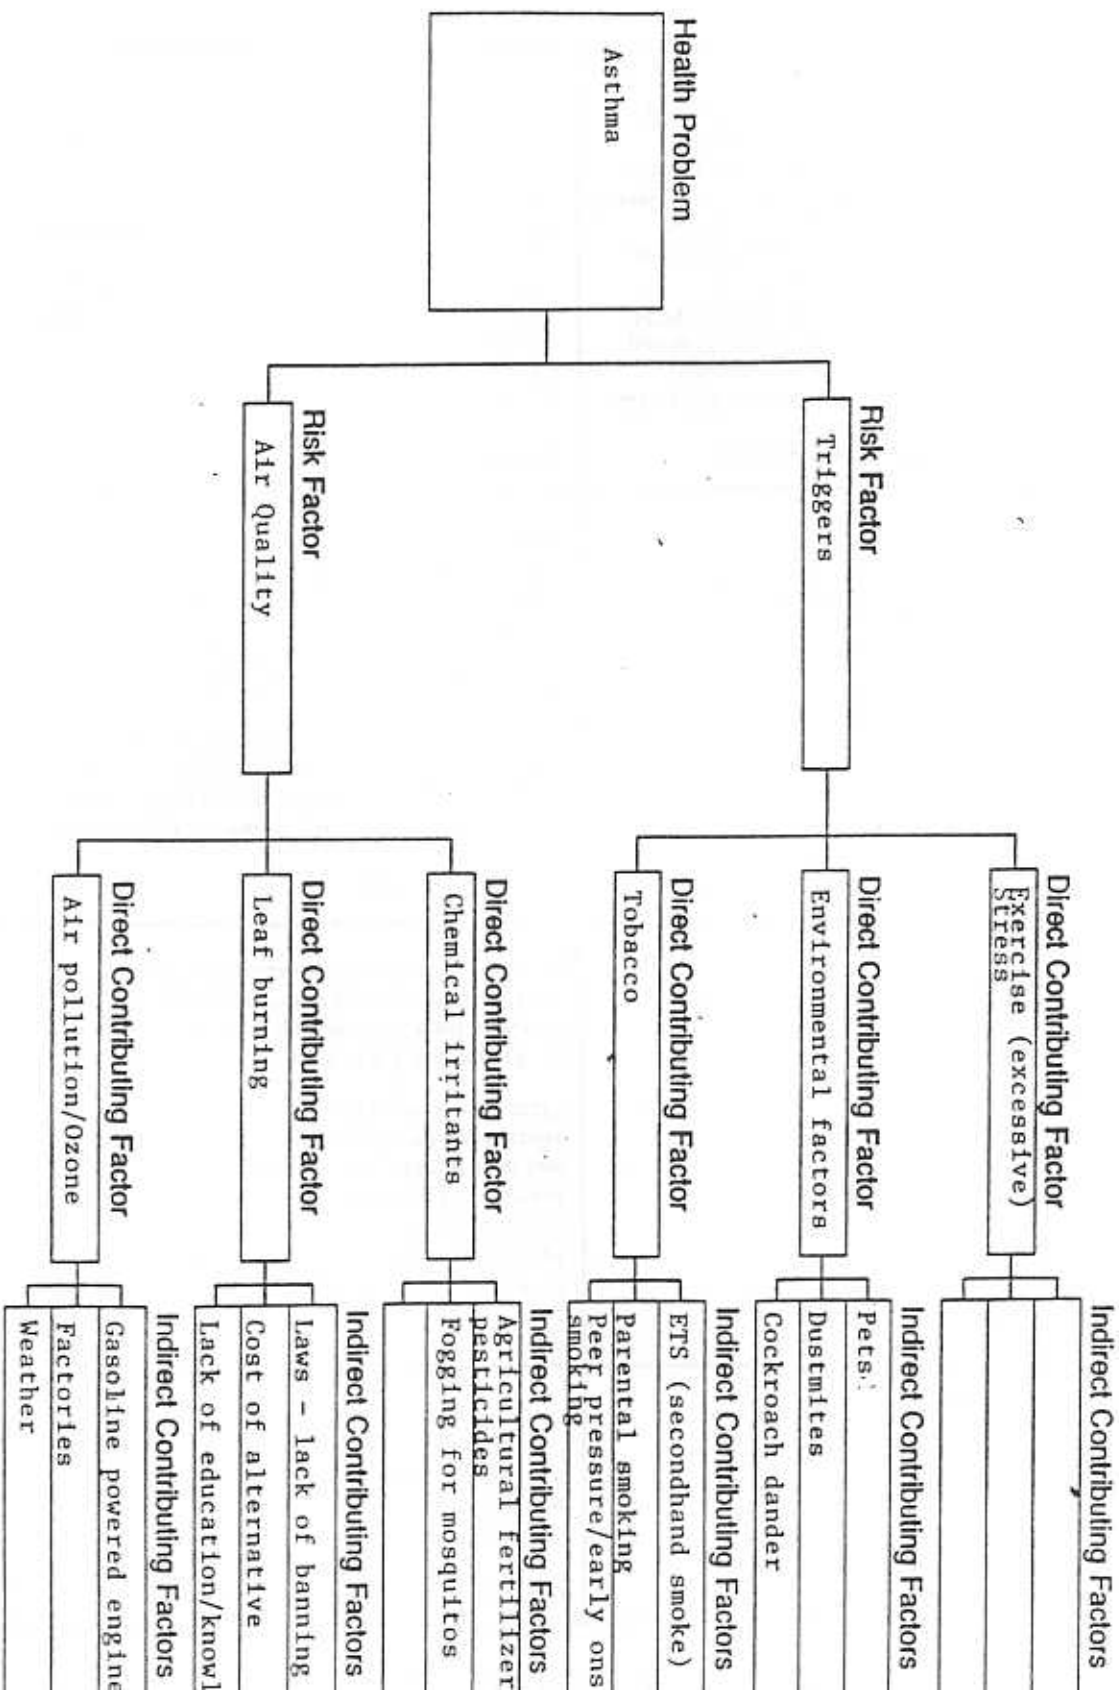 Health Problem
Asthma
Risk Factor
Triggers
Direct Contributing Factor
Exercise (excessive)
Stress
Indirect Contributing Factors
Direct Contributing Factor
Environmental factors
Indirect Contributing Factors
Pets
Dustmites
Cockroach dander
Direct Contributing Factor
Tobacco
Indirect Contributing Factors
ETS (secondhand smoke)
Parental smoking
Peer pressure/early ons
smoking
Risk Factor
Air Quality
Direct Contributing Factor
Chemical irritants
Indirect Contributing Factors
Agricultural fertilizer
pesticides
Fogging for mosquitos
Direct Contributing Factor
Leaf burning
Indirect Contributing Factors
Laws - lack of banning
Cost of alternative
Lack of education/knowl
Direct Contributing Factor
Air pollution/Ozone
Indirect Contributing Factors
Gasoline powered engine
Factories
Weather